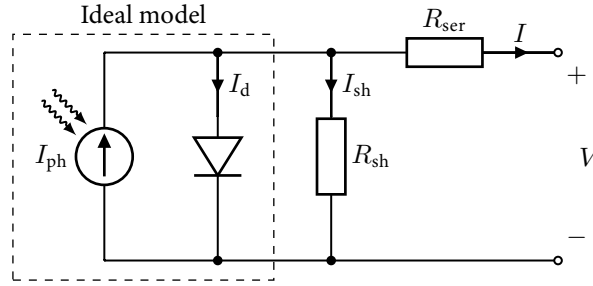 Ideal model
R_ser
I
+
I_d
I_sh
I_ph
R_sh
V
−